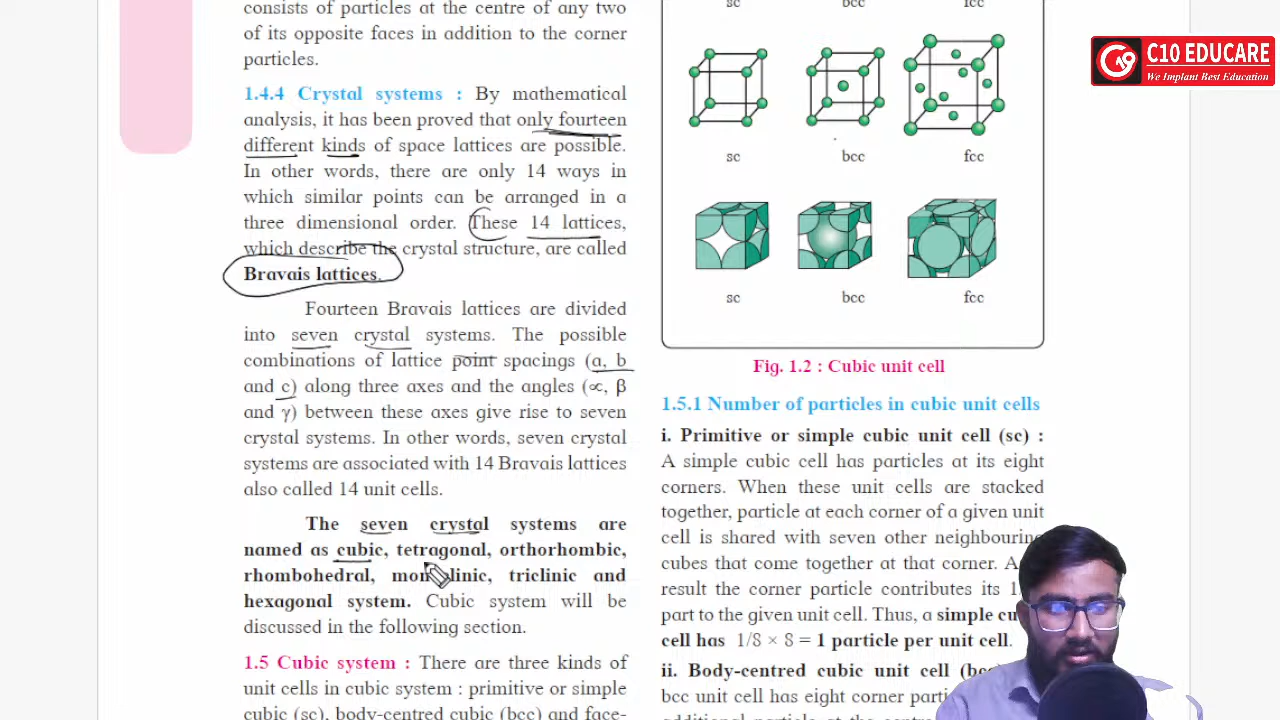 consists of particles at the centre of any two
of its opposite faces in addition to the corner
particles.
1.4.4 Crystal systems : By mathematical
analysis, it has been proved that only fourteen
different kinds of space lattices are possible.
In other words, there are only 14 ways in
which similar points can be arranged in a
three dimensional order. These 14 lattices,
which describe the crystal structure, are called
Bravais lattices.
Fourteen Bravais lattices are divided
into seven crystal systems. The possible
combinations of lattice point spacings (a, b
and c) along three axes and the angles (∝, β
and γ) between these axes give rise to seven
crystal systems. In other words, seven crystal
systems are associated with 14 Bravais lattices
also called 14 unit cells.
The seven crystal systems are
named as cubic, tetragonal, orthorhombic,
rhombohedral, monoclinic, triclinic and
hexagonal system. Cubic system will be
discussed in the following section.
1.5 Cubic system : There are three kinds of
unit cells in cubic system : primitive or simple
cubic (sc), body-centred cubic (bcc) and face-
sc bcc fcc
sc bcc fcc
sc bcc fcc
Fig. 1.2 : Cubic unit cell
1.5.1 Number of particles in cubic unit cells
i. Primitive or simple cubic unit cell (sc) :
A simple cubic cell has particles at its eight
corners. When these unit cells are stacked
together, particle at each corner of a given unit
cell is shared with seven other neighbouring
cubes that come together at that corner.
result the corner particle contributes its
part to the given unit cell. Thus, a simple
cell has 1/8 × 8 = 1 particle per unit cell.
ii. Body-centred cubic unit cell
bcc unit cell has eight corner
additional particle at the
C10 EDUCARE
We Implant Best Education